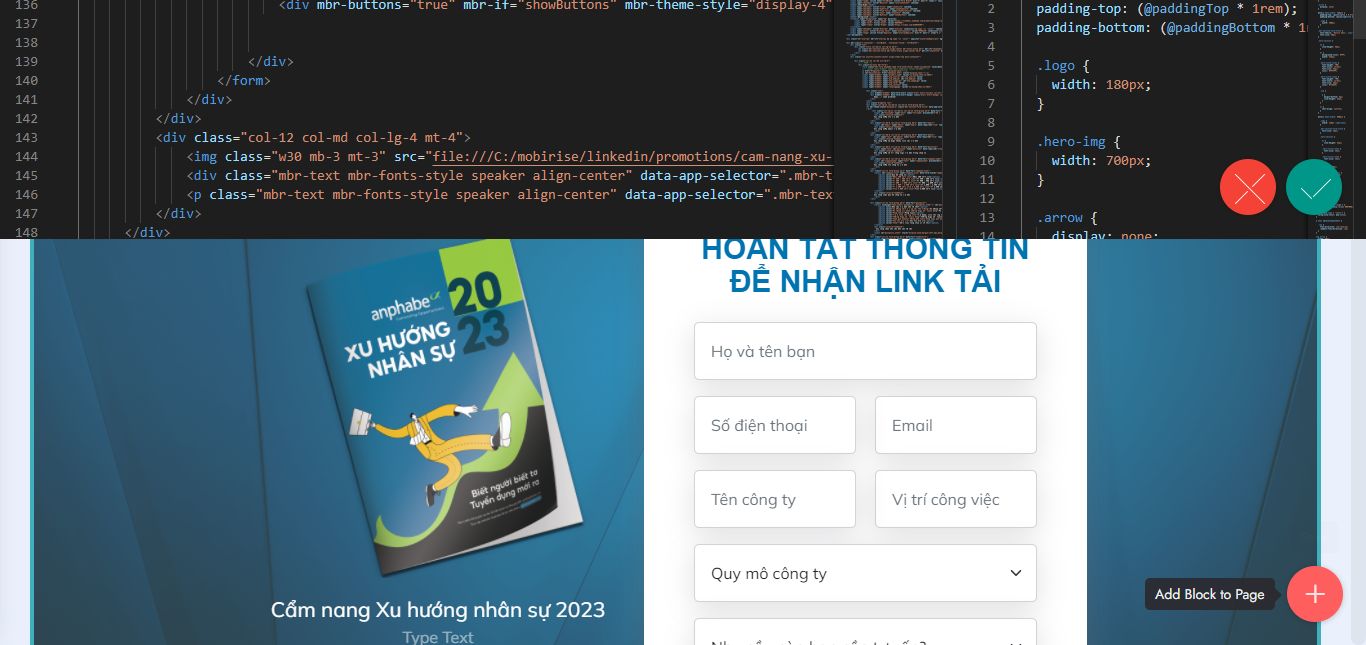 136 <div mbr-buttons="true" mbr-if="showButtons" mbr-theme-style="display-4"
137
138
139 </div>
140 </form>
141 </div>
142 </div>
143 <div class="col-12 col-md col-lg-4 mt-4">
144 <img class="w30 mb-3 mt-3" src="file:///C:/mobirise/linkedin/promotions/cam-nang-xu-
145 <div class="mbr-text mbr-fonts-style speaker align-center" data-app-selector=".mbr-t
146 <p class="mbr-text mbr-fonts-style speaker align-center" data-app-selector=".mbr-tex
147 </div>
148 </div>
2 padding-top: (@paddingTop * 1rem);
3 padding-bottom: (@paddingBottom * 1r
4
5 .logo {
6 width: 180px;
7 }
8
9 .hero-img {
10 width: 700px;
11 }
12
13 .arrow {
14 display: none;
anphabe
2023
XU HƯỚNG
NHÂN SỰ
Biết người biết ta
Tuyển dụng mới ra
Cẩm nang Xu hướng nhân sự 2023
Type Text
HOÀN TẤT THÔNG TIN
ĐỂ NHẬN LINK TẢI
Họ và tên bạn
Số điện thoại
Email
Tên công ty
Vị trí công việc
Quy mô công ty
Add Block to Page